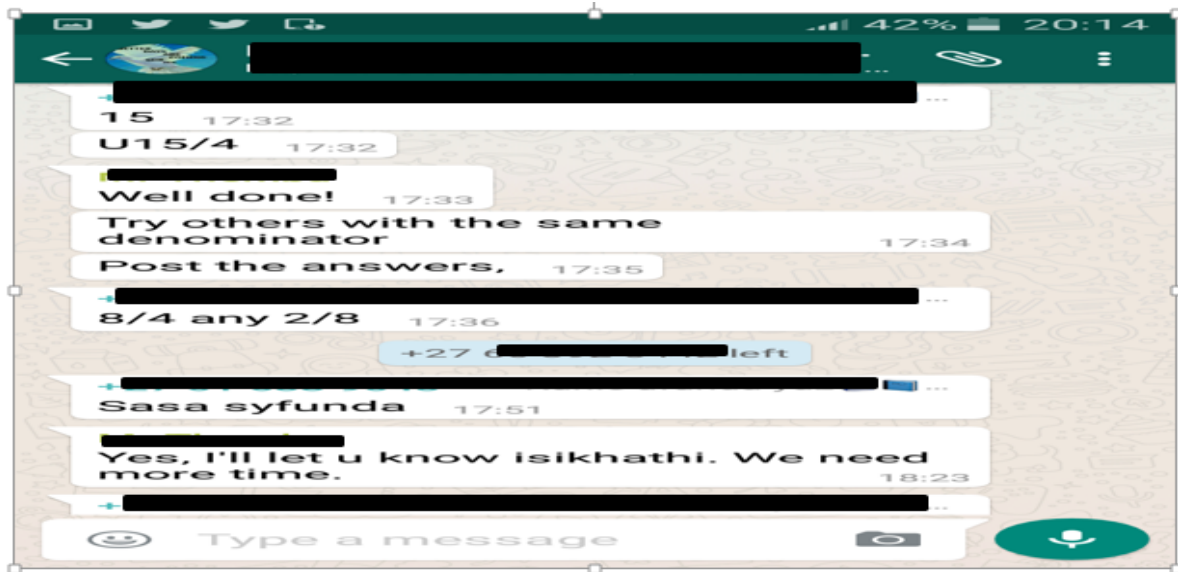 42% 20:14
...
...
15 17:32
U15/4 17:32
Well done! 17:33
Try others with the same
denominator 17:34
Post the answers, 17:35
...
8/4 any 2/8 17:36
+27 6 left
...
Sasa syfunda 17:51
Yes, I'll let u know isikhathi. We need
more time. 18:23
...
Type a message